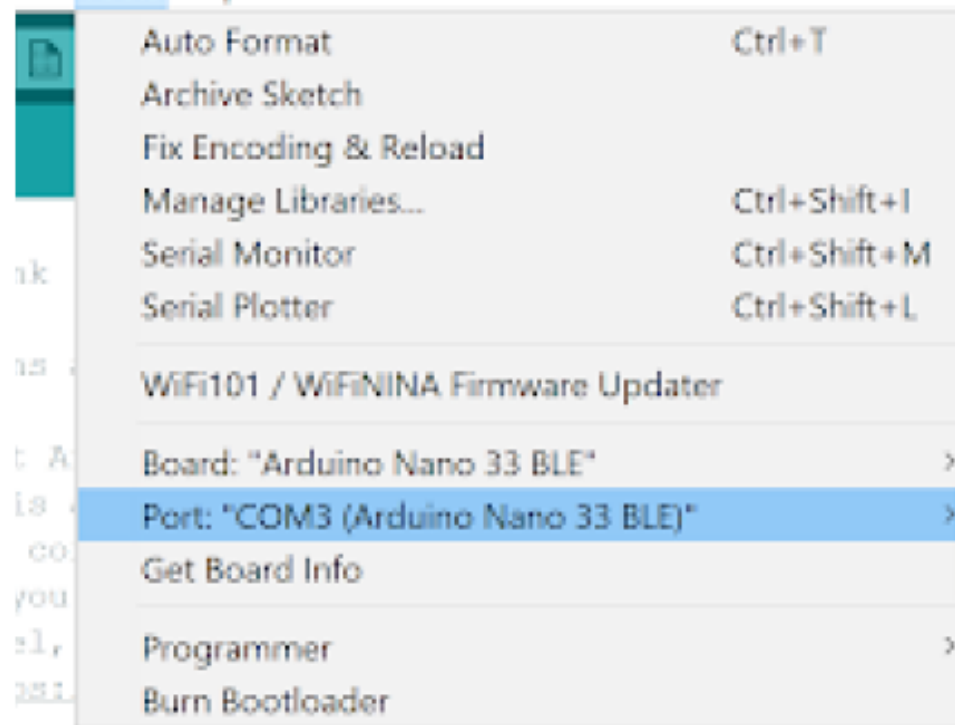 Auto Format Ctrl+T
Archive Sketch
Fix Encoding & Reload
Manage Libraries... Ctrl+Shift+I
Serial Monitor Ctrl+Shift+M
Serial Plotter Ctrl+Shift+L
WiFi101 / WiFiNINA Firmware Updater
Board: "Arduino Nano 33 BLE"
Port: "COM3 (Arduino Nano 33 BLE)"
Get Board Info
you
Programmer
Burn Bootloader